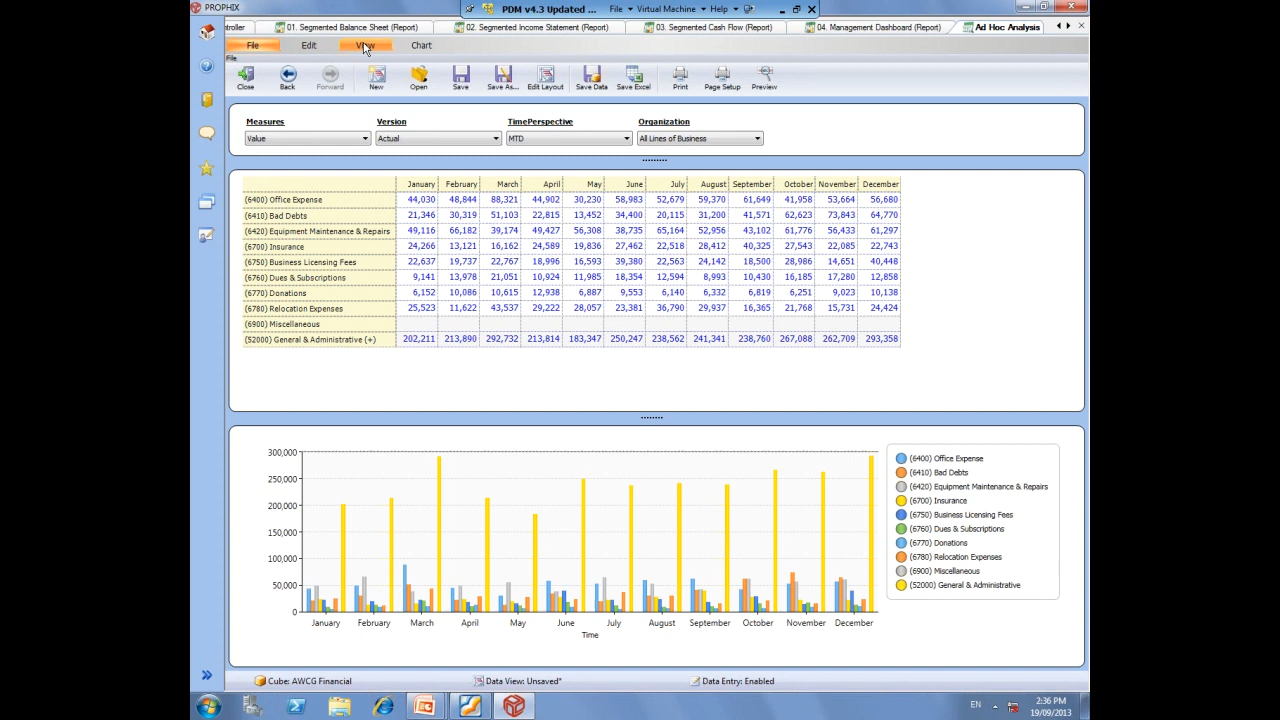 PROPHIX
PDM v4.3 Updated ... File Virtual Machine Help
ntroller 01. Segmented Balance Sheet (Report) 02. Segmented Income Statement (Report) 03. Segmented Cash Flow (Report) 04. Management Dashboard (Report) Ad Hoc Analysis
File Edit View Chart
File
Close Back Forward New Open Save Save As... Edit Layout Save Data Save Excel Print Page Setup Preview
Measures Version TimePerspective Organization
Value Actual MTD All Lines of Business
January February March April May June July August September October November December
(6400) Office Expense 44,030 48,844 88,321 44,902 30,230 58,983 52,679 59,370 61,649 41,958 53,664 56,680
(6410) Bad Debts 21,346 30,319 51,103 22,815 13,452 34,400 20,115 31,200 41,571 62,623 73,843 64,770
(6420) Equipment Maintenance & Repairs 49,116 66,182 39,174 49,427 56,308 38,735 65,164 52,956 43,102 61,776 56,433 61,297
(6700) Insurance 24,266 13,121 16,162 24,589 19,836 27,462 22,518 28,412 40,325 27,543 22,085 22,743
(6750) Business Licensing Fees 22,637 19,737 22,767 18,996 16,593 39,380 22,563 24,142 18,500 28,986 14,651 40,448
(6760) Dues & Subscriptions 9,141 13,978 21,051 10,924 11,985 18,354 12,594 8,993 10,430 16,185 17,280 12,858
(6770) Donations 6,152 10,086 10,615 12,938 6,887 9,553 6,140 6,332 6,819 6,251 9,023 10,138
(6780) Relocation Expenses 25,523 11,622 43,537 29,222 28,057 23,381 36,790 29,937 16,365 21,768 15,731 24,424
(6900) Miscellaneous
(52000) General & Administrative (+) 202,211 213,890 292,732 213,814 183,347 250,247 238,562 241,341 238,760 267,088 262,709 293,358
300,000
250,000
200,000
150,000
100,000
50,000
0
January February March April May June July August September October November December
Time
(6400) Office Expense
(6410) Bad Debts
(6420) Equipment Maintenance & Repairs
(6700) Insurance
(6750) Business Licensing Fees
(6760) Dues & Subscriptions
(6770) Donations
(6780) Relocation Expenses
(6900) Miscellaneous
(52000) General & Administrative
Cube: AWCG Financial Data View: Unsaved* Data Entry: Enabled
EN 2:36 PM
19/09/2013